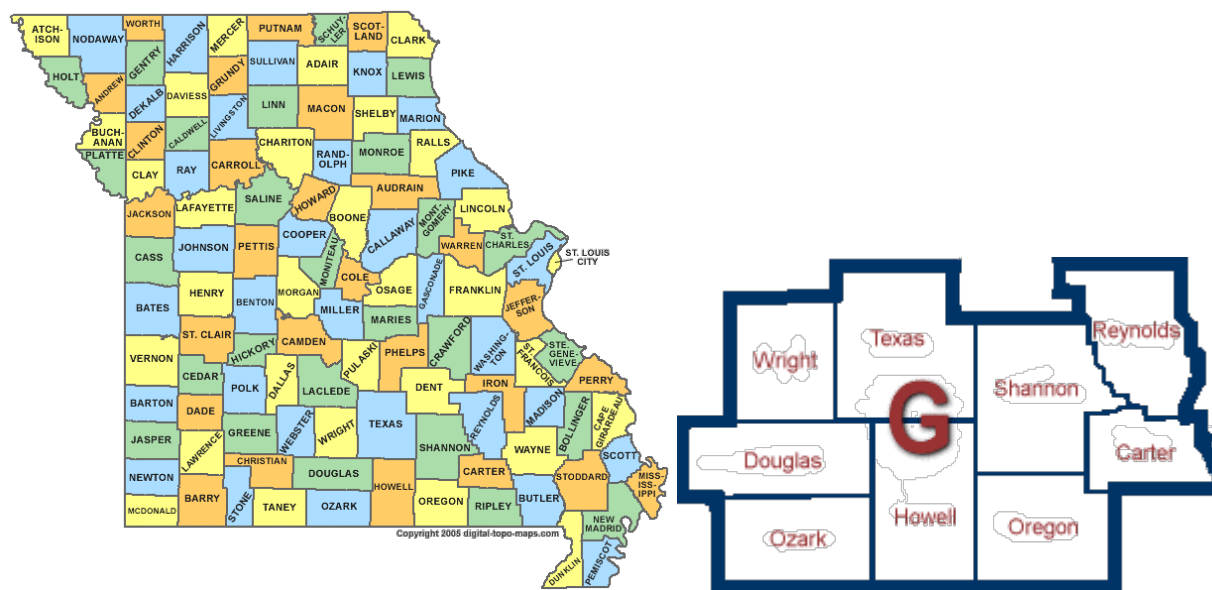 ATCH-
ISON
NODAWAY
WORTH
HARRISON
MERCER
PUTNAM
SCHUY-
LER
SCOT-
LAND
CLARK
HOLT
ANDREW
GENTRY
GRUNDY
SULLIVAN
ADAIR
KNOX
LEWIS
DEKALB
DAVIESS
LIVINGSTON
LINN
MACON
SHELBY
MARION
BUCH-
ANAN
CLINTON
CALDWELL
CHARITON
RALLS
PLATTE
CLAY
RAY
CARROLL
RAND-
OLPH
MONROE
PIKE
JACKSON
LAFAYETTE
SALINE
HOWARD
BOONE
AUDRAIN
MONT-
GOMERY
LINCOLN
CASS
JOHNSON
PETTIS
COOPER
MONITEAU
CALLAWAY
WARREN
ST.
CHARLES
ST. LOUIS
ST. LOUIS
CITY
BATES
HENRY
BENTON
MORGAN
COLE
OSAGE
GASCONADE
FRANKLIN
JEFFER-
SON
MILLER
ST. CLAIR
HICKORY
CAMDEN
MARIES
PULASKI
PHELPS
CRAWFORD
WASHING-
TON
ST.
FRANCOIS
STE.
GENE-
VIEVE
VERNON
CEDAR
POLK
DALLAS
LACLEDE
DENT
IRON
PERRY
BARTON
DADE
GREENE
WEBSTER
WRIGHT
TEXAS
SHANNON
REYNOLDS
MADISON
BOLLINGER
CAPE
GIRARDEAU
JASPER
LAWRENCE
CHRISTIAN
DOUGLAS
HOWELL
CARTER
WAYNE
SCOTT
STODDARD
MISS-
ISS-
IPPI
NEWTON
MCDONALD
BARRY
STONE
TANEY
OZARK
OREGON
RIPLEY
BUTLER
NEW
MADRID
DUNKLIN
PEMISCOT
Copyright 2005 digital-topo-maps.com
Wright
Texas
Shannon
Reynolds
G
Douglas
Carter
Ozark
Howell
Oregon